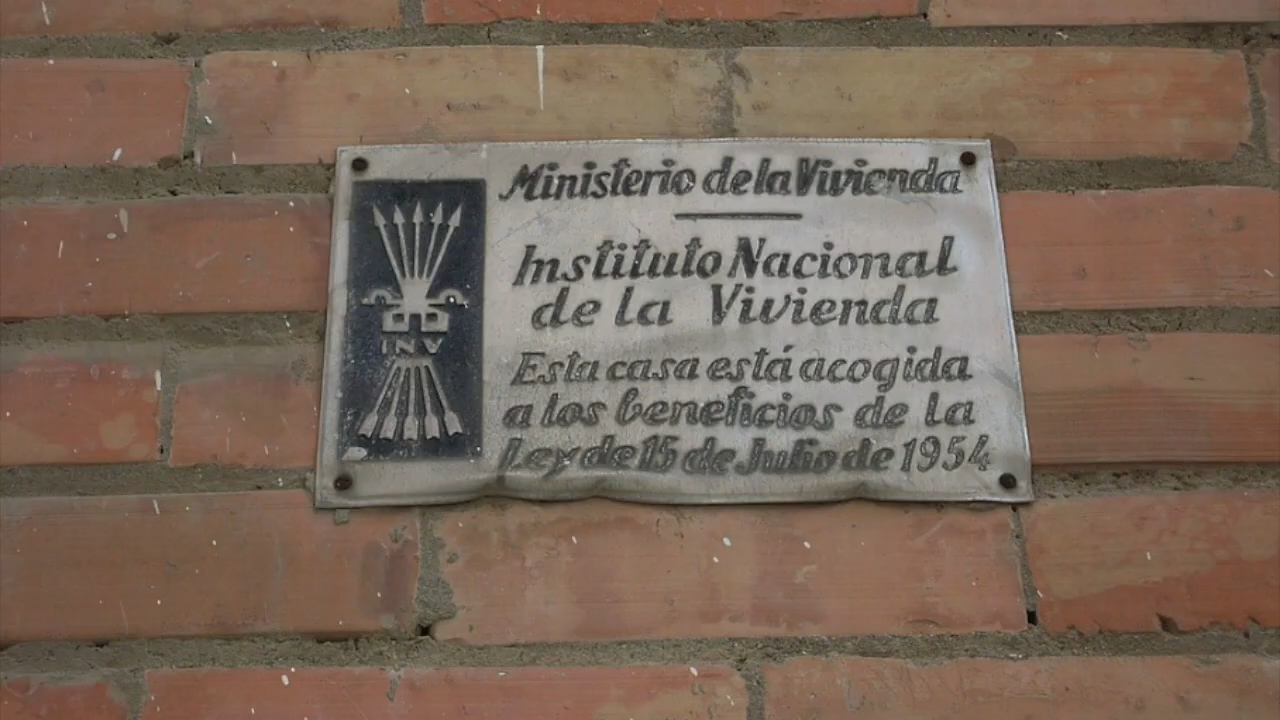 Ministerio de la Vivienda
Instituto Nacional
de la Vivienda
INV
Esta casa está acogida
a los beneficios de la
Ley de 15 de Julio de 1954